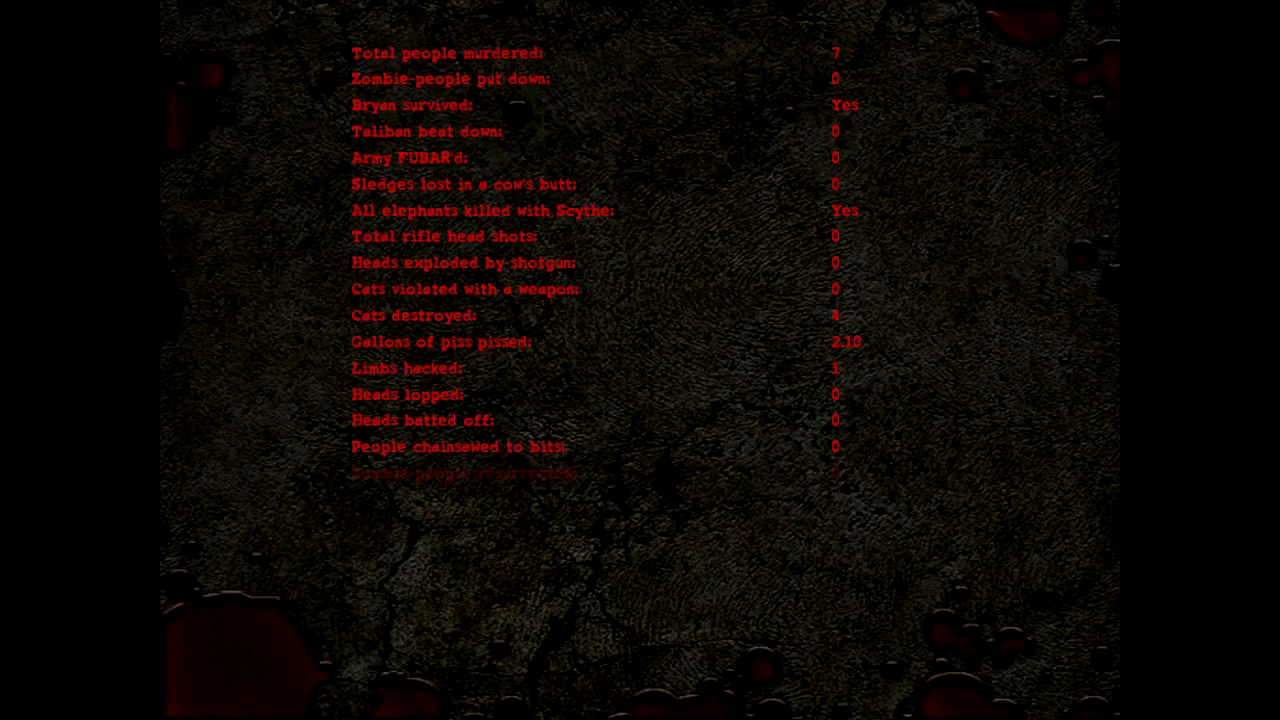 Total people murdered: 7
Zombie-people put down: 0
Bryan survived: Yes
Taliban beat down: 0
Army FUBAR'd: 0
Sledges lost in a cow's butt: 0
All elephants killed with Scythe: Yes
Total rifle head shots: 0
Heads exploded by shotgun: 0
Cats violated with a weapon: 0
Cats destroyed: 4
Gallons of piss pissed: 2.10
Limbs hacked: 1
Heads lopped: 0
Heads batted off: 0
People chainsawed to bits: 0
Zombie-people resurrected: